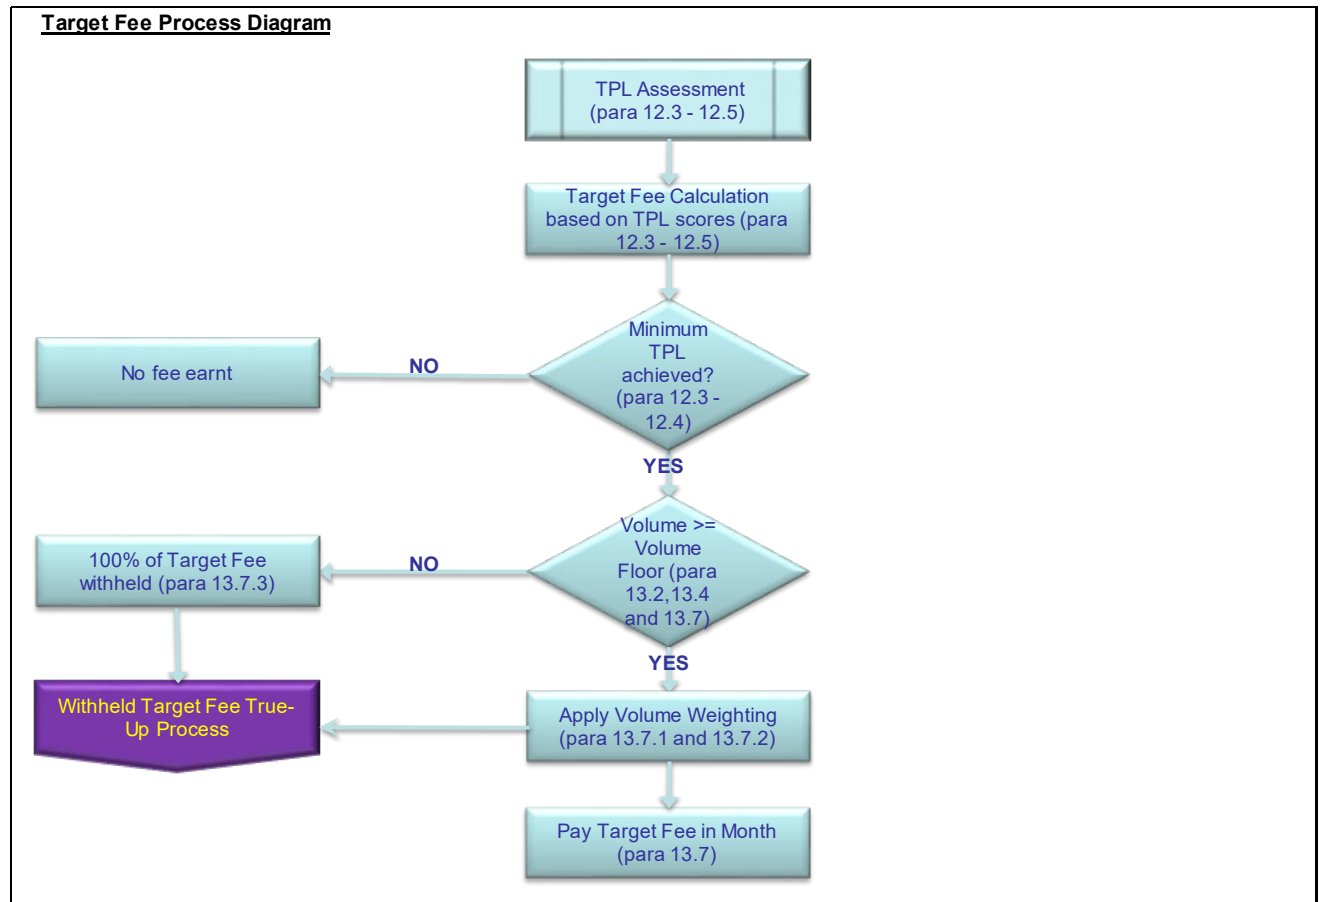 Target Fee Process Diagram
TPL Assessment
(para 12.3 - 12.5)
Target Fee Calculation
based on TPL scores (para
12.3 - 12.5)
Minimum
TPL
achieved?
(para 12.3 -
12.4)
NO
No fee earnt
YES
Volume >=
Volume
Floor (para
13.2,13.4
and 13.7)
NO
100% of Target Fee
withheld (para 13.7.3)
YES
Withheld Target Fee True-
Up Process
Apply Volume Weighting
(para 13.7.1 and 13.7.2)
Pay Target Fee in Month
(para 13.7)